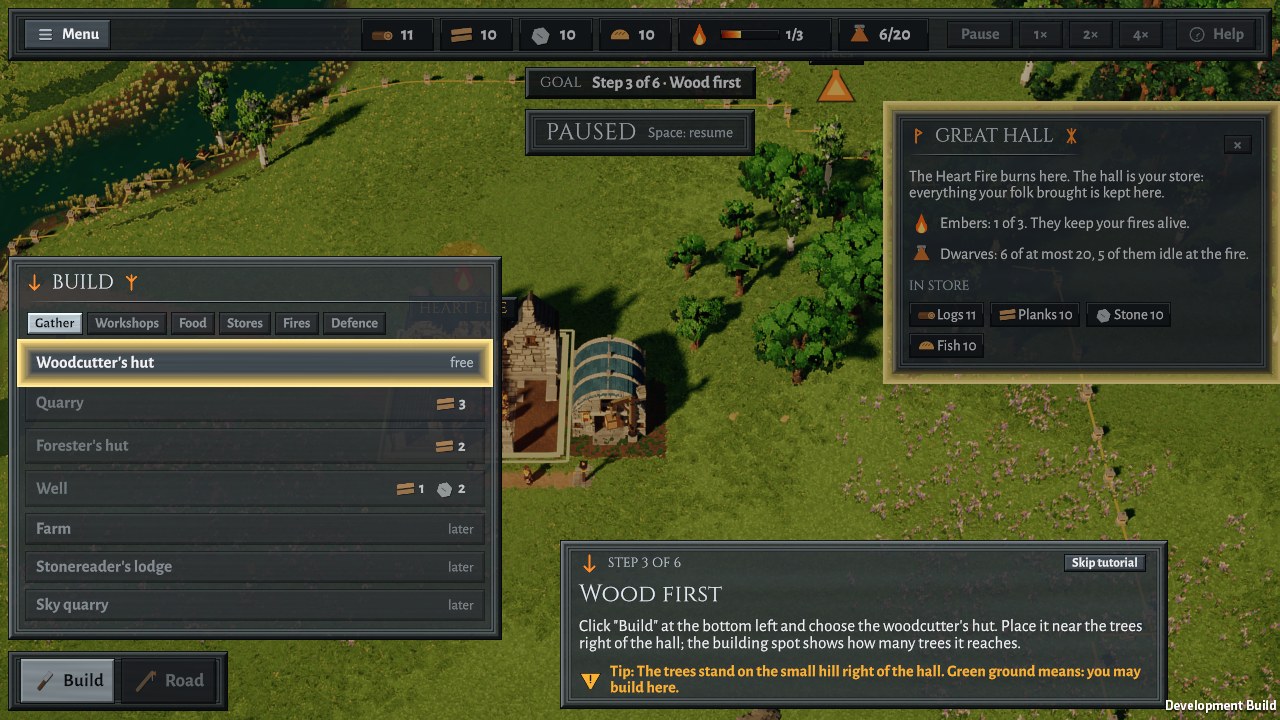 Menu
11
10
10
10
1/3
6/20
Pause
1×
2×
4×
Help
GOAL Step 3 of 6 · Wood first
PAUSED Space: resume
GREAT HALL
×
The Heart Fire burns here. The hall is your store:
everything your folk brought is kept here.
Embers: 1 of 3. They keep your fires alive.
Dwarves: 6 of at most 20, 5 of them idle at the fire.
IN STORE
Logs 11
Planks 10
Stone 10
Fish 10
BUILD
HEART FIRE
Gather
Workshops
Food
Stores
Fires
Defence
Woodcutter's hut free
Quarry 3
Forester's hut 2
Well 1 2
Farm later
Stonereader's lodge later
Sky quarry later
STEP 3 OF 6
Skip tutorial
Wood first
Click "Build" at the bottom left and choose the woodcutter's hut. Place it near the trees
right of the hall; the building spot shows how many trees it reaches.
Tip: The trees stand on the small hill right of the hall. Green ground means: you may
build here.
Build
Road
Development Build